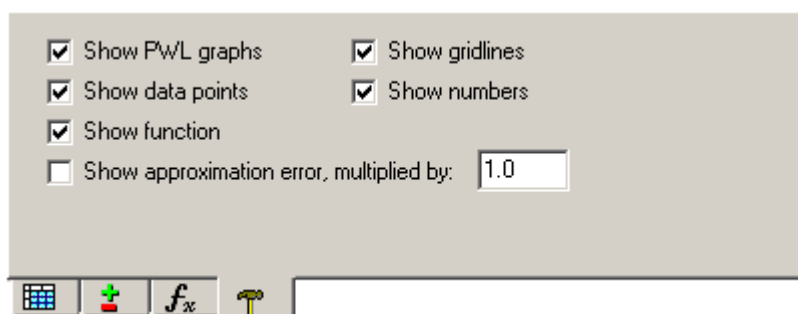 Show PWL graphs
Show gridlines
Show data points
Show numbers
Show function
Show approximation error, multiplied by: 1.0
fx